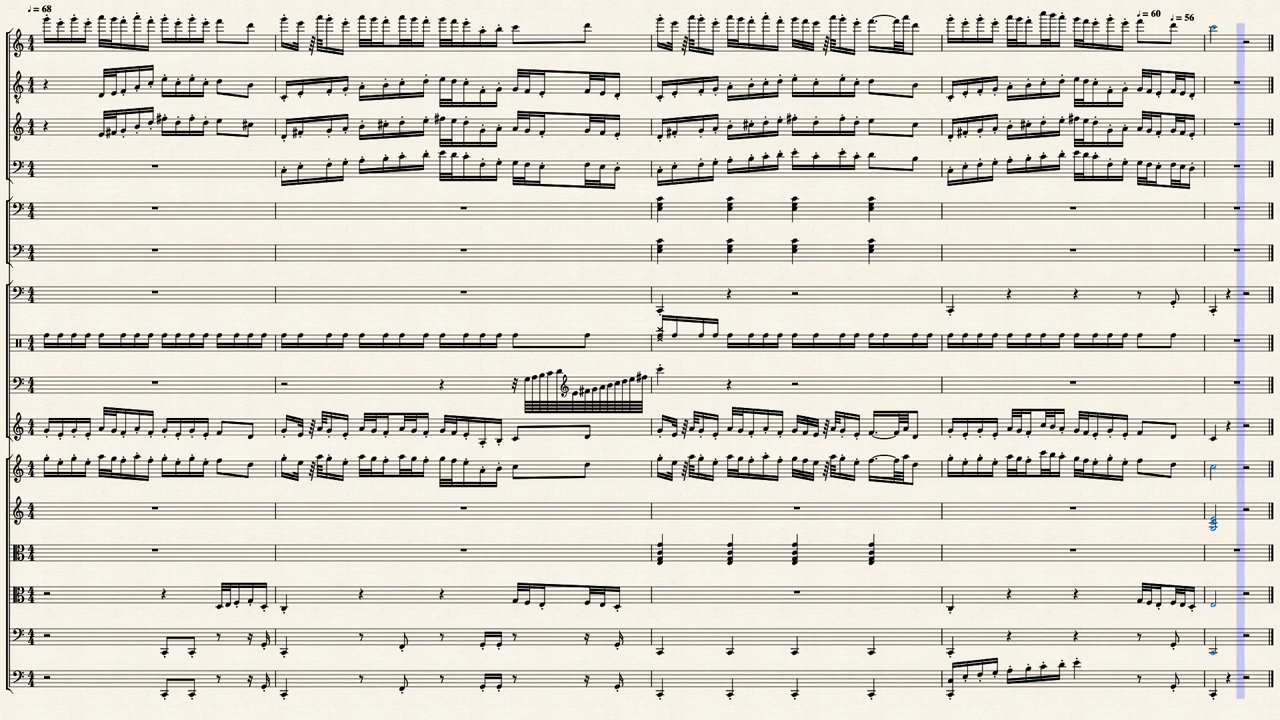 ♩= 68
♩= 60
♩= 56